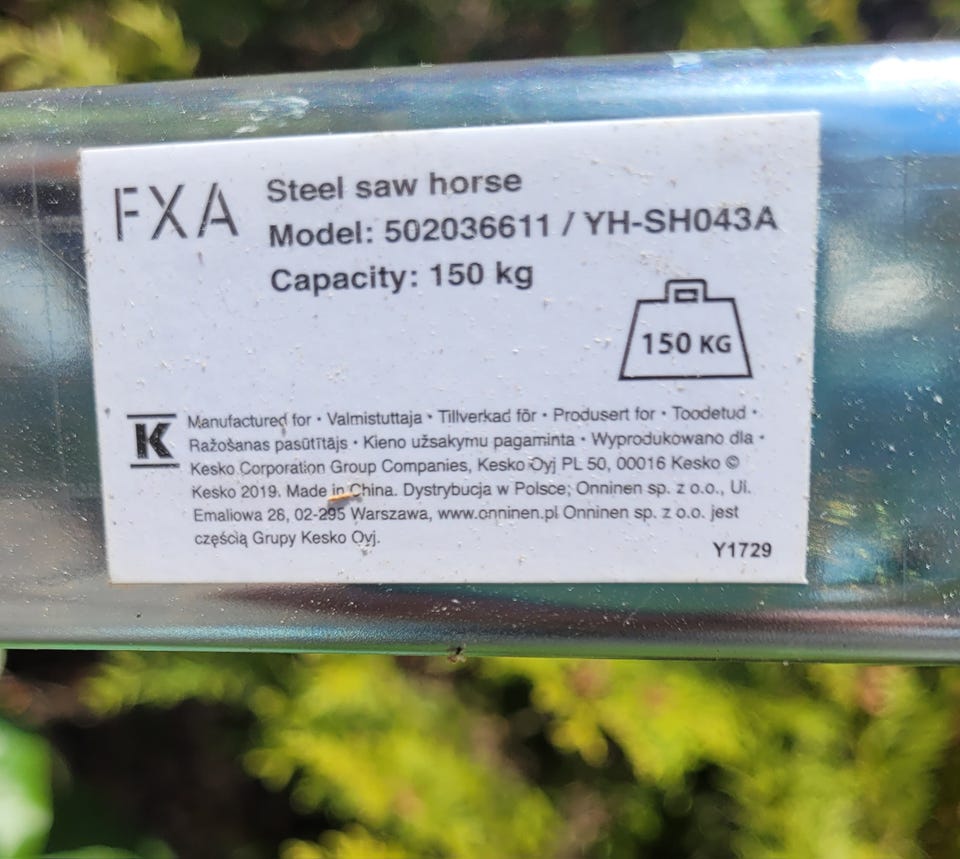 FXA
Steel saw horse
Model: 502036611 / YH-SH043A
Capacity: 150 kg
150 KG
K
Manufactured for • Valmistuttaja • Tillverkad för • Produsert for • Toodetud •
Ražošanas pasūtītājs • Kieno užsakymu pagaminta • Wyprodukowano dla •
Kesko Corporation Group Companies, Kesko Oyj PL 50, 00016 Kesko ©
Kesko 2019. Made in China. Dystrybucja w Polsce; Onninen sp. z o.o., Ul.
Emaliowa 28, 02-295 Warszawa, www.onninen.pl Onninen sp. z o.o. jest
częścią Grupy Kesko Oyj.
Y1729